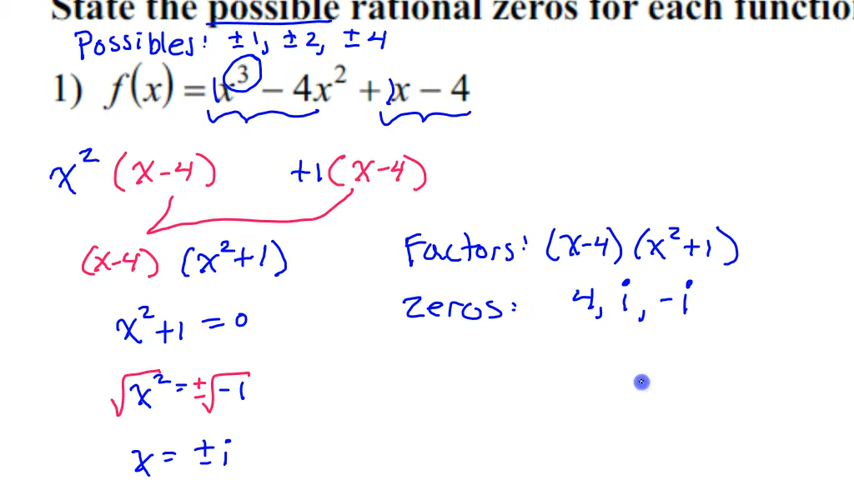 State the possible rational zeros for each functio
Possibles: ±1, ±2, ±4
1) f(x) = 1x³ − 4x² + 1x − 4
x² (x-4) +1(x-4)
(x-4) (x²+1)
Factors: (x-4)(x²+1)
x²+1 = 0
Zeros: 4, i, -i
√x² = ±√-1
x = ±i